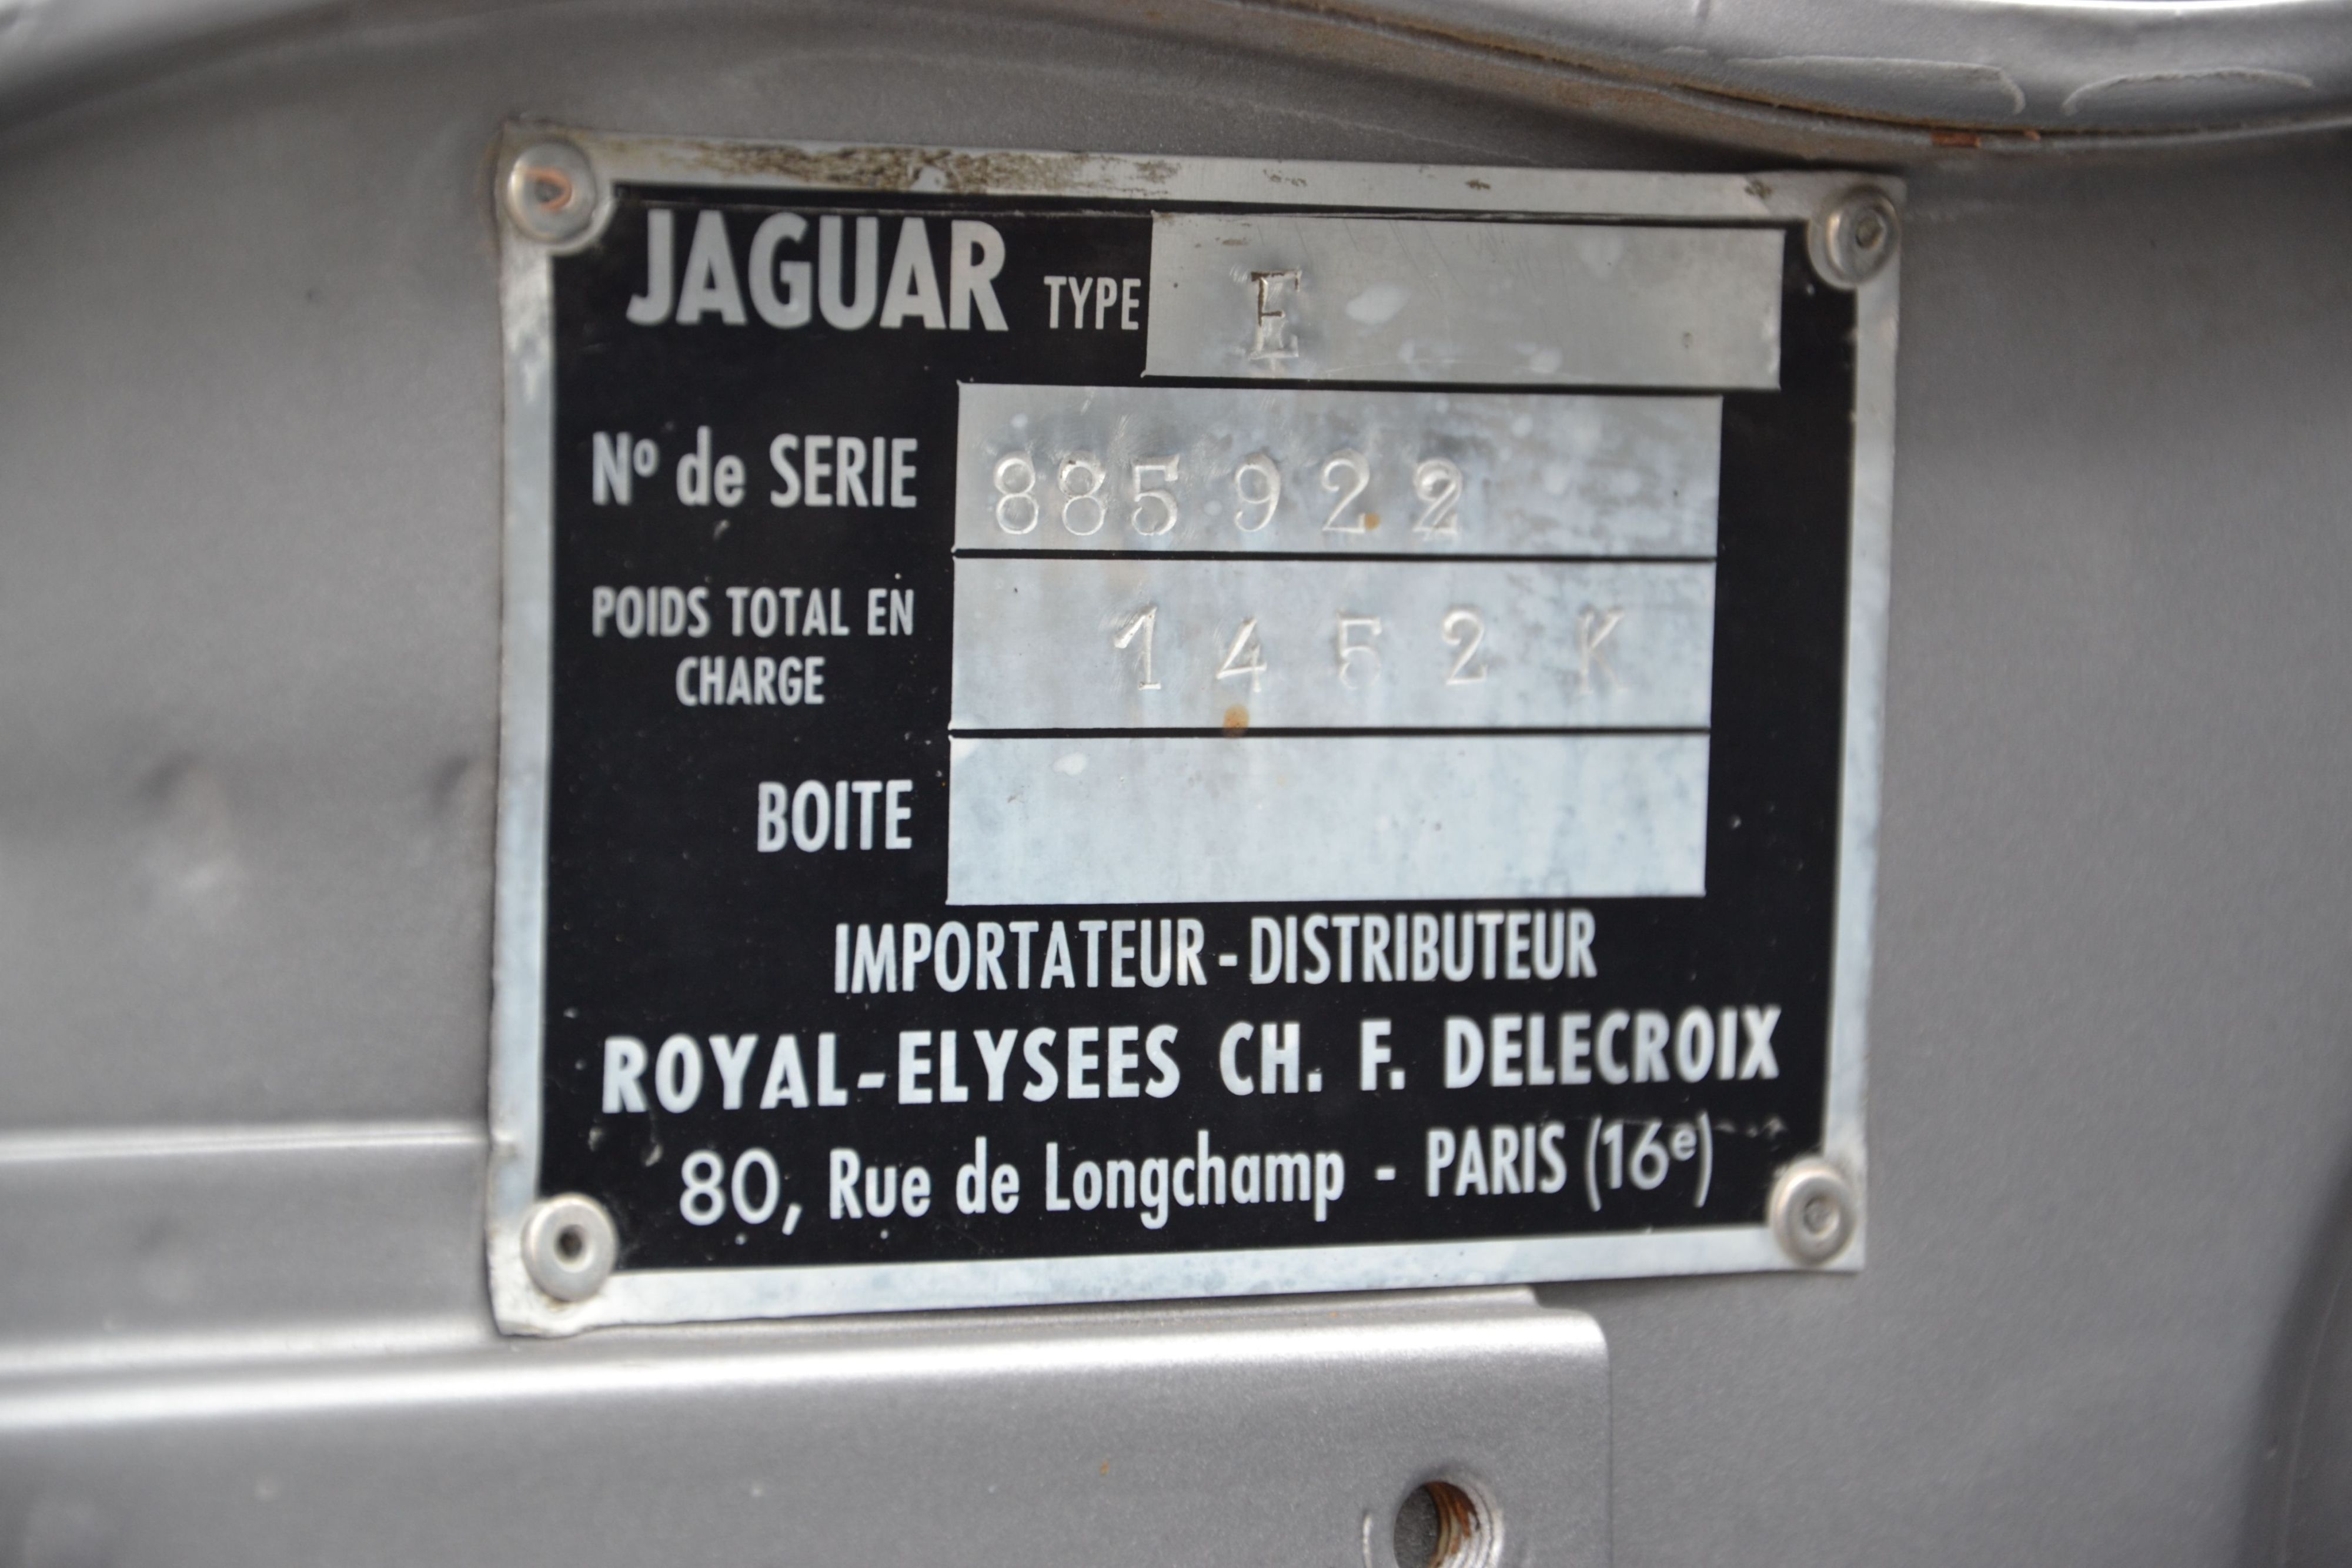 JAGUAR TYPE E
Nº de SERIE 885922
POIDS TOTAL EN CHARGE 1452 K
BOITE
IMPORTATEUR-DISTRIBUTEUR
ROYAL-ELYSEES CH. F. DELECROIX
80, Rue de Longchamp - PARIS (16e)